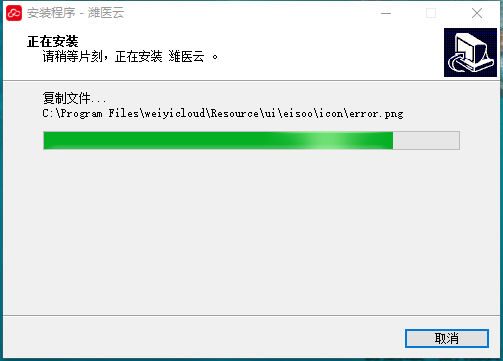 安装程序 - 潍医云
正在安装
请稍等片刻，正在安装 潍医云 。
复制文件...
C:\Program Files\weiyicloud\Resource\ui\eisoo\icon\error.png
取消